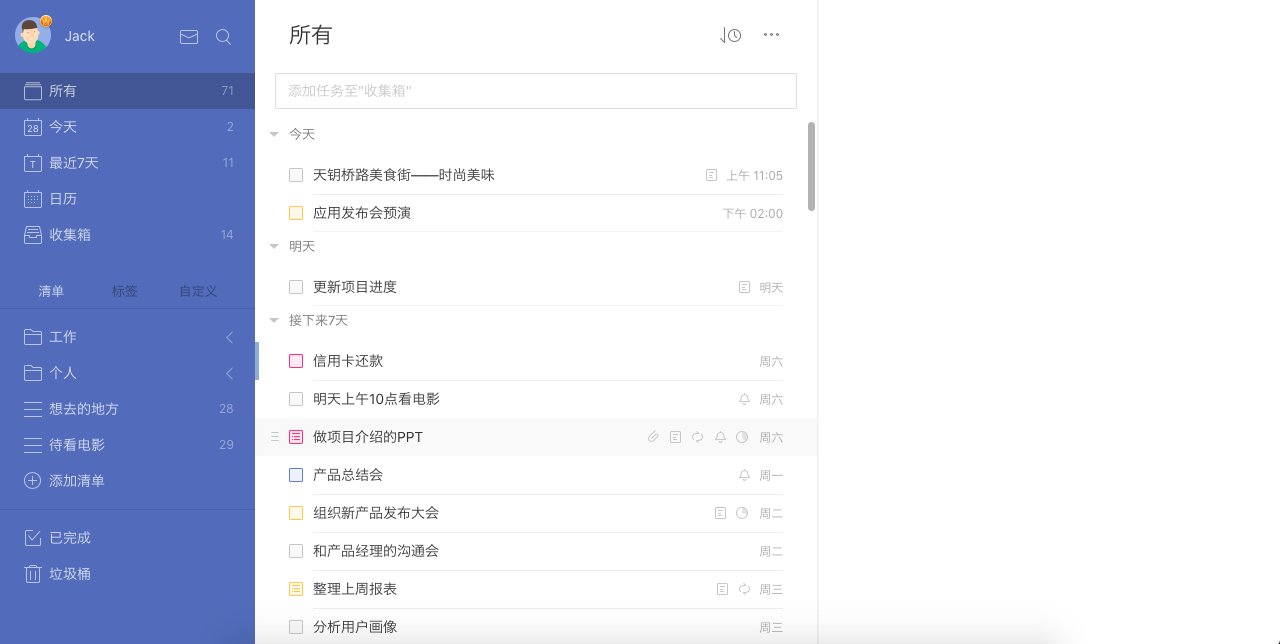 Jack
所有 71
28 今天 2
T 最近7天 11
日历
收集箱 14
清单 标签 自定义
工作
个人
想去的地方 28
待看电影 29
添加清单
已完成
垃圾桶
所有
添加任务至"收集箱"
今天
天钥桥路美食街——时尚美味 上午 11:05
应用发布会预演 下午 02:00
明天
更新项目进度 明天
接下来7天
信用卡还款 周六
明天上午10点看电影 周六
做项目介绍的PPT 周六
产品总结会 周一
组织新产品发布大会 周二
和产品经理的沟通会 周二
整理上周报表 周三
分析用户画像 周三